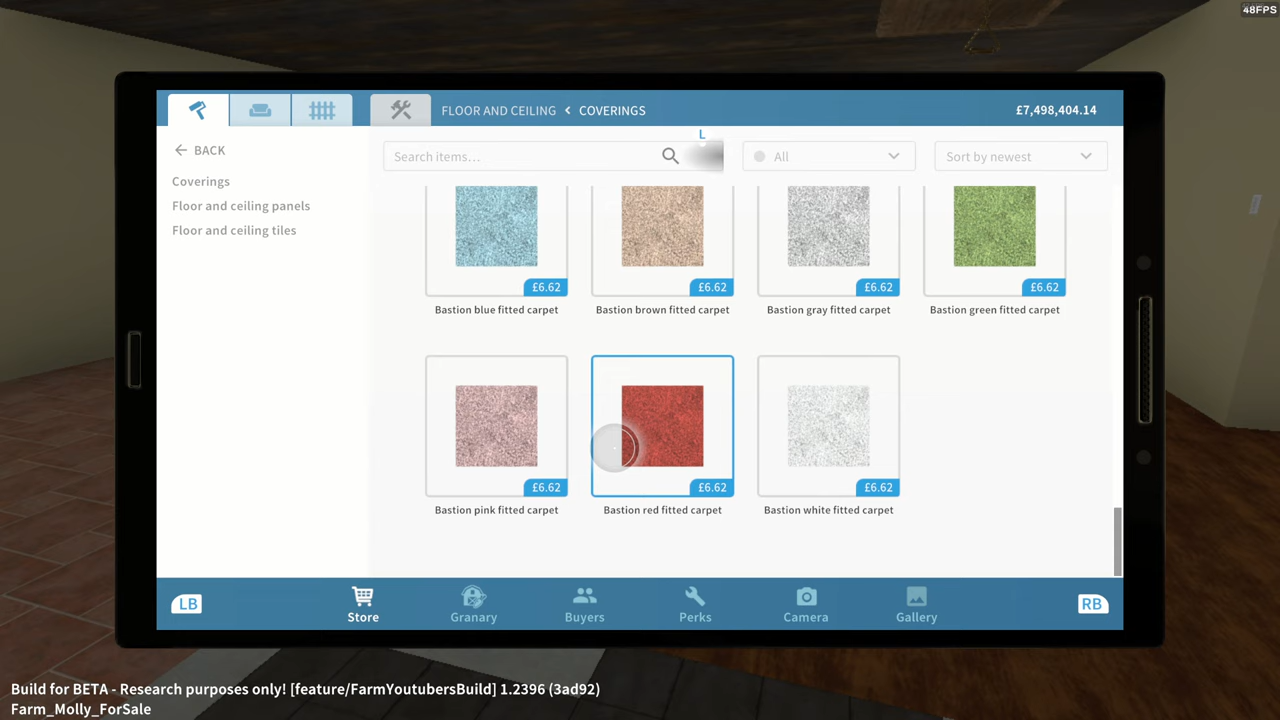 48FPS
FLOOR AND CEILING < COVERINGS
£7,498,404.14
BACK
L
Search items...
All
Sort by newest
Coverings
Floor and ceiling panels
Floor and ceiling tiles
£6.62
£6.62
£6.62
£6.62
Bastion blue fitted carpet
Bastion brown fitted carpet
Bastion gray fitted carpet
Bastion green fitted carpet
£6.62
£6.62
£6.62
Bastion pink fitted carpet
Bastion red fitted carpet
Bastion white fitted carpet
LB
Store
Granary
Buyers
Perks
Camera
Gallery
RB
Build for BETA - Research purposes only! [feature/FarmYoutubersBuild] 1.2396 (3ad92)
Farm_Molly_ForSale